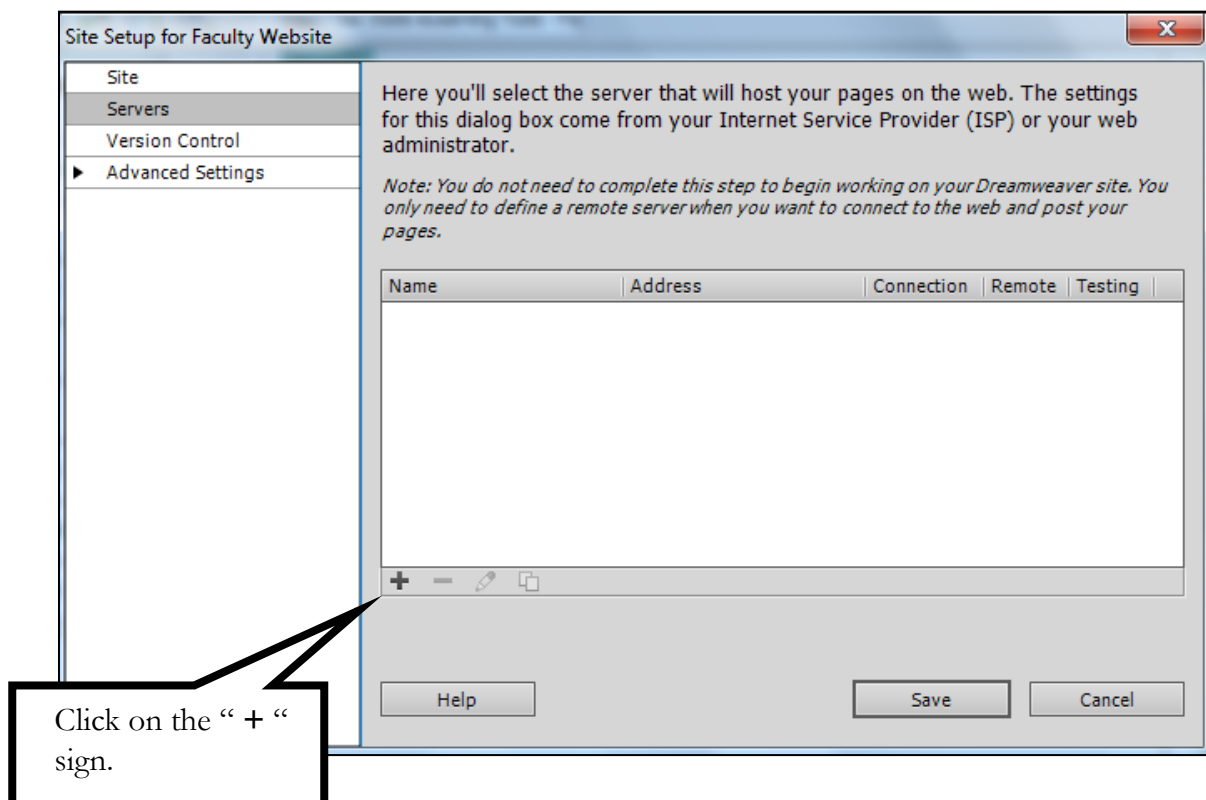 Site Setup for Faculty Website
X
Site
Servers
Version Control
Advanced Settings
Here you'll select the server that will host your pages on the web. The settings
for this dialog box come from your Internet Service Provider (ISP) or your web
administrator.
Note: You do not need to complete this step to begin working on your Dreamweaver site. You
only need to define a remote server when you want to connect to the web and post your
pages.
Name Address Connection Remote Testing
Help Save Cancel
Click on the “ + “
sign.